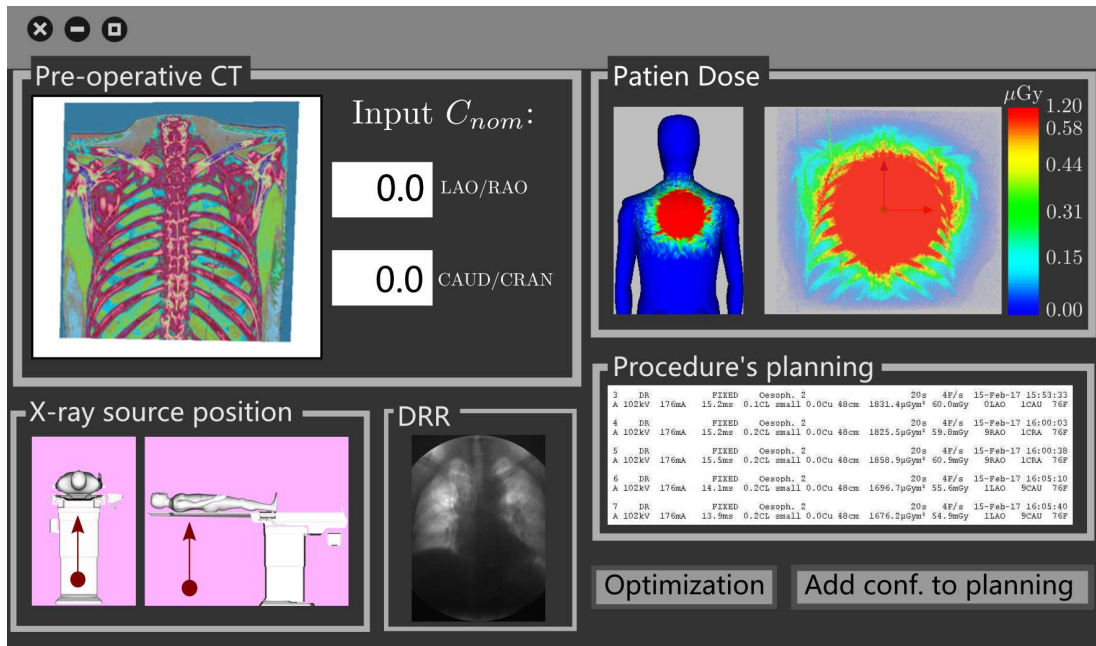 Pre-operative CT
Input C_nom:
0.0 LAO/RAO
0.0 CAUD/CRAN
Patien Dose
μGy
1.20
0.58
0.44
0.31
0.15
0.00
X-ray source position
DRR
Procedure's planning
3 DR FIXED Oesoph. 2 20s 4F/s 15-Feb-17 15:53:33
A 102kV 176mA 15.2ms 0.1CL small 0.0Cu 48cm 1831.4μGym² 60.0mGy 0LAO 1CAU 76F
4 DR FIXED Oesoph. 2 20s 4F/s 15-Feb-17 16:00:03
A 102kV 176mA 15.2ms 0.2CL small 0.0Cu 48cm 1825.5μGym² 59.8mGy 9RAO 1CRA 76F
5 DR FIXED Oesoph. 2 20s 4F/s 15-Feb-17 16:00:38
A 102kV 176mA 15.5ms 0.2CL small 0.0Cu 48cm 1858.9μGym² 60.9mGy 9RAO 1CRA 76F
6 DR FIXED Oesoph. 2 20s 4F/s 15-Feb-17 16:05:10
A 102kV 176mA 14.1ms 0.2CL small 0.0Cu 48cm 1696.7μGym² 55.6mGy 1LAO 9CAU 76F
7 DR FIXED Oesoph. 2 20s 4F/s 15-Feb-17 16:05:40
A 102kV 176mA 13.9ms 0.2CL small 0.0Cu 48cm 1676.2μGym² 54.9mGy 1LAO 9CAU 76F
Optimization
Add conf. to planning